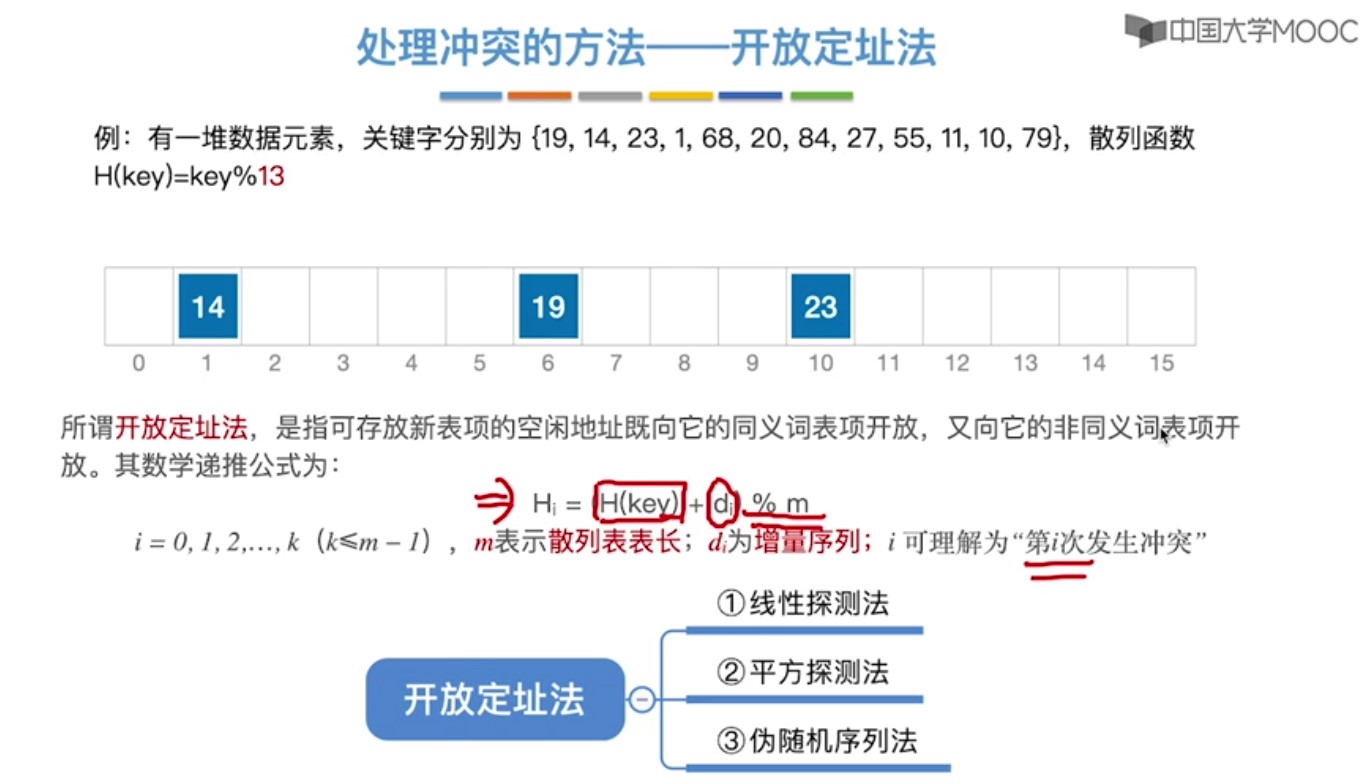 处理冲突的方法——开放定址法
中国大学MOOC
例：有一堆数据元素，关键字分别为 {19, 14, 23, 1, 68, 20, 84, 27, 55, 11, 10, 79}，散列函数
H(key)=key%13
14 19 23
0 1 2 3 4 5 6 7 8 9 10 11 12 13 14 15
所谓开放定址法，是指可存放新表项的空闲地址既向它的同义词表项开放，又向它的非同义词表项开
放。其数学递推公式为：
Hᵢ = (H(key) + dᵢ) % m
i = 0, 1, 2,…, k（k≤m − 1），m表示散列表表长；dᵢ为增量序列；i 可理解为“第i次发生冲突”
①线性探测法
②平方探测法
开放定址法
③伪随机序列法